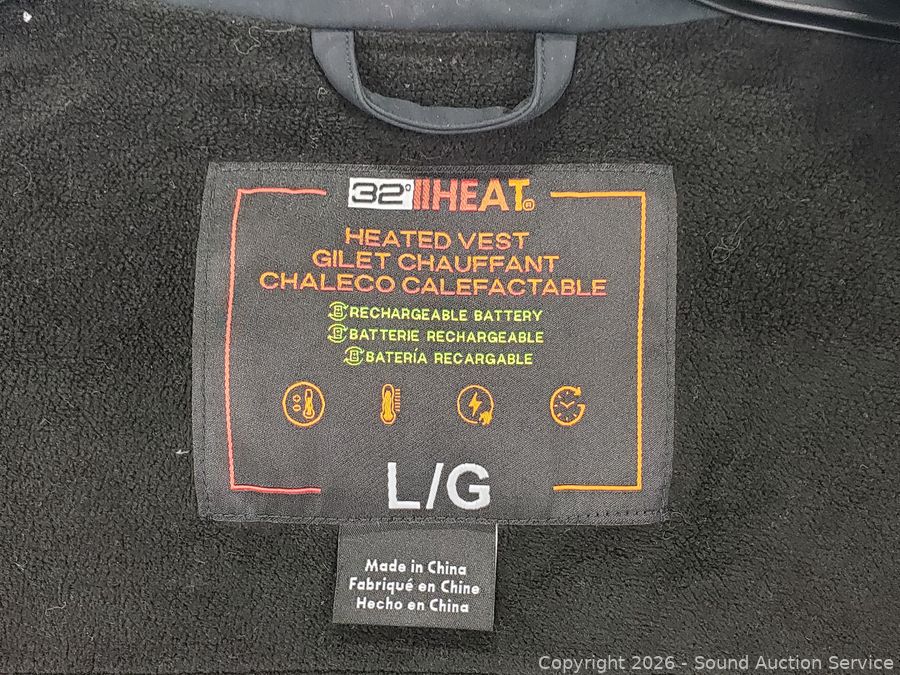 32° HEAT®
HEATED VEST
GILET CHAUFFANT
CHALECO CALEFACTABLE
RECHARGEABLE BATTERY
BATTERIE RECHARGEABLE
BATERÍA RECARGABLE
L/G
Made in China
Fabriqué en Chine
Hecho en China
Copyright 2026 - Sound Auction Service